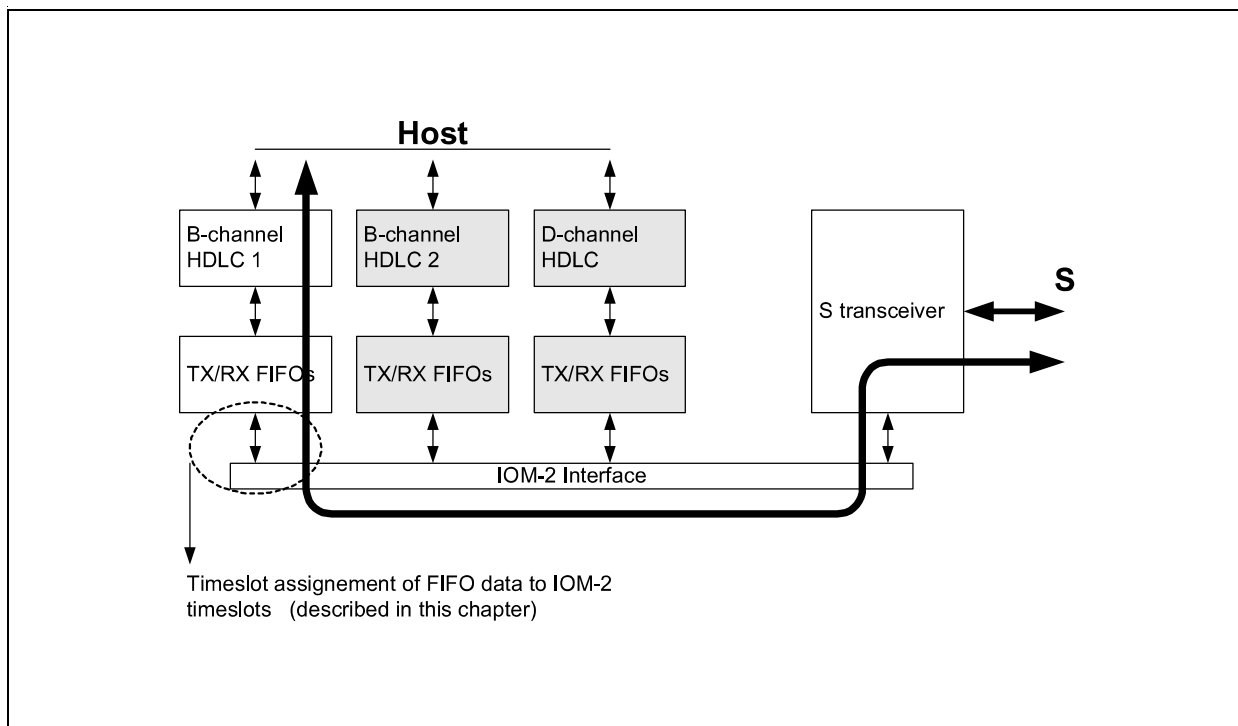 Host
B-channel
HDLC 1
B-channel
HDLC 2
D-channel
HDLC
S transceiver
S
TX/RX FIFOs
TX/RX FIFOs
TX/RX FIFOs
IOM-2 Interface
Timeslot assignement of FIFO data to IOM-2
timeslots (described in this chapter)